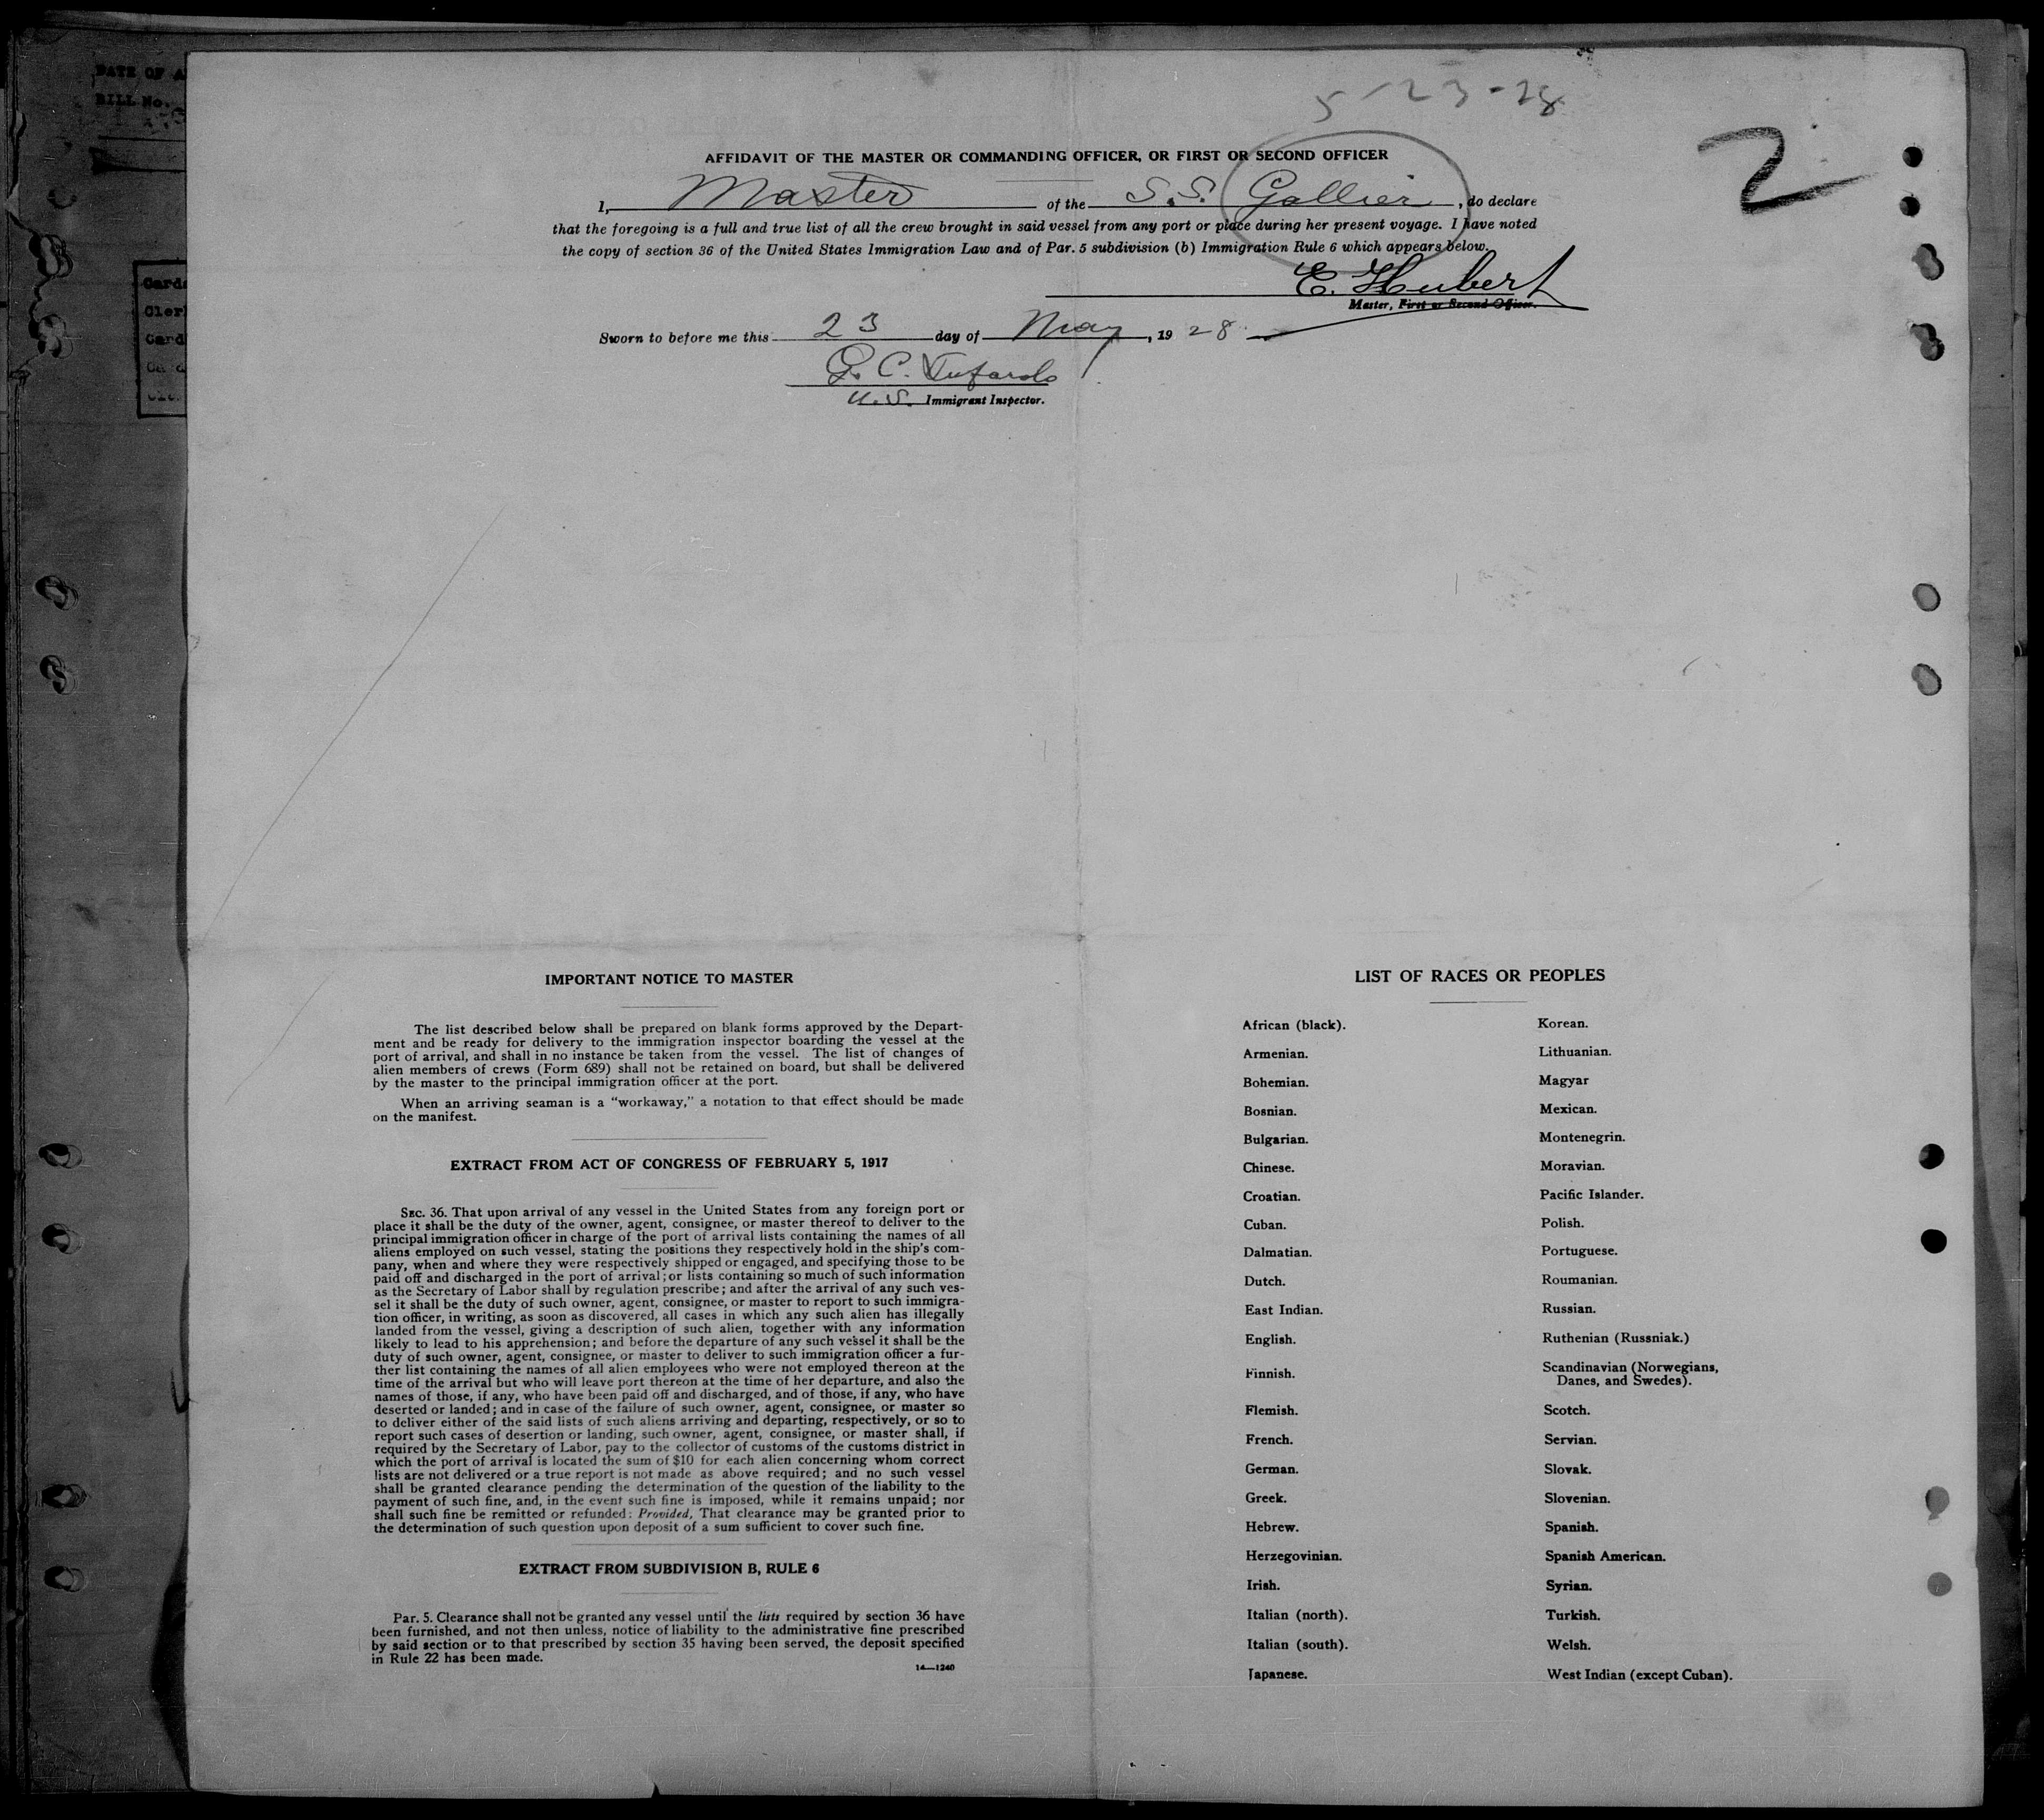 DATE OF A
BILL No.
Cards
Cler
Card
5-23-28
2
AFFIDAVIT OF THE MASTER OR COMMANDING OFFICER, OR FIRST OR SECOND OFFICER
I, Master of the S.S. Gallier, do declare
that the foregoing is a full and true list of all the crew brought in said vessel from any port or place during her present voyage. I have noted
the copy of section 36 of the United States Immigration Law and of Par. 5 subdivision (b) Immigration Rule 6 which appears below.
E. Hubert
Master, First or Second Officer.
Sworn to before me this 23 day of May, 1928
U.S. Immigrant Inspector.
IMPORTANT NOTICE TO MASTER
The list described below shall be prepared on blank forms approved by the Depart-
ment and be ready for delivery to the immigration inspector boarding the vessel at the
port of arrival, and shall in no instance be taken from the vessel. The list of changes of
alien members of crews (Form 689) shall not be retained on board, but shall be delivered
by the master to the principal immigration officer at the port.
When an arriving seaman is a "workaway," a notation to that effect should be made
on the manifest.
EXTRACT FROM ACT OF CONGRESS OF FEBRUARY 5, 1917
SEC. 36. That upon arrival of any vessel in the United States from any foreign port or
place it shall be the duty of the owner, agent, consignee, or master thereof to deliver to the
principal immigration officer in charge of the port of arrival lists containing the names of all
aliens employed on such vessel, stating the positions they respectively hold in the ship's com-
pany, when and where they were respectively shipped or engaged, and specifying those to be
paid off and discharged in the port of arrival; or lists containing so much of such information
as the Secretary of Labor shall by regulation prescribe; and after the arrival of any such ves-
sel it shall be the duty of such owner, agent, consignee, or master to report to such immigra-
tion officer, in writing, as soon as discovered, all cases in which any such alien has illegally
landed from the vessel, giving a description of such alien, together with any information
likely to lead to his apprehension; and before the departure of any such vessel it shall be the
duty of such owner, agent, consignee, or master to deliver to such immigration officer a fur-
ther list containing the names of all alien employees who were not employed thereon at the
time of the arrival but who will leave port thereon at the time of her departure, and also the
names of those, if any, who have been paid off and discharged, and of those, if any, who have
deserted or landed; and in case of the failure of such owner, agent, consignee, or master so
to deliver either of the said lists of such aliens arriving and departing, respectively, or so to
report such cases of desertion or landing, such owner, agent, consignee, or master shall, if
required by the Secretary of Labor, pay to the collector of customs of the customs district in
which the port of arrival is located the sum of $10 for each alien concerning whom correct
lists are not delivered or a true report is not made as above required; and no such vessel
shall be granted clearance pending the determination of the question of the liability to the
payment of such fine, and, in the event such fine is imposed, while it remains unpaid; nor
shall such fine be remitted or refunded: Provided, That clearance may be granted prior to
the determination of such question upon deposit of a sum sufficient to cover such fine.
EXTRACT FROM SUBDIVISION B, RULE 6
Par. 5. Clearance shall not be granted any vessel until the lists required by section 36 have
been furnished, and not then unless, notice of liability to the administrative fine prescribed
by said section or to that prescribed by section 35 having been served, the deposit specified
in Rule 22 has been made.
14—1240
LIST OF RACES OR PEOPLES
African (black).
Armenian.
Bohemian.
Bosnian.
Bulgarian.
Chinese.
Croatian.
Cuban.
Dalmatian.
Dutch.
East Indian.
English.
Finnish.
Flemish.
French.
German.
Greek.
Hebrew.
Herzegovinian.
Irish.
Italian (north).
Italian (south).
Japanese.
Korean.
Lithuanian.
Magyar
Mexican.
Montenegrin.
Moravian.
Pacific Islander.
Polish.
Portuguese.
Roumanian.
Russian.
Ruthenian (Russniak.)
Scandinavian (Norwegians,
Danes, and Swedes).
Scotch.
Servian.
Slovak.
Slovenian.
Spanish.
Spanish American.
Syrian.
Turkish.
Welsh.
West Indian (except Cuban).